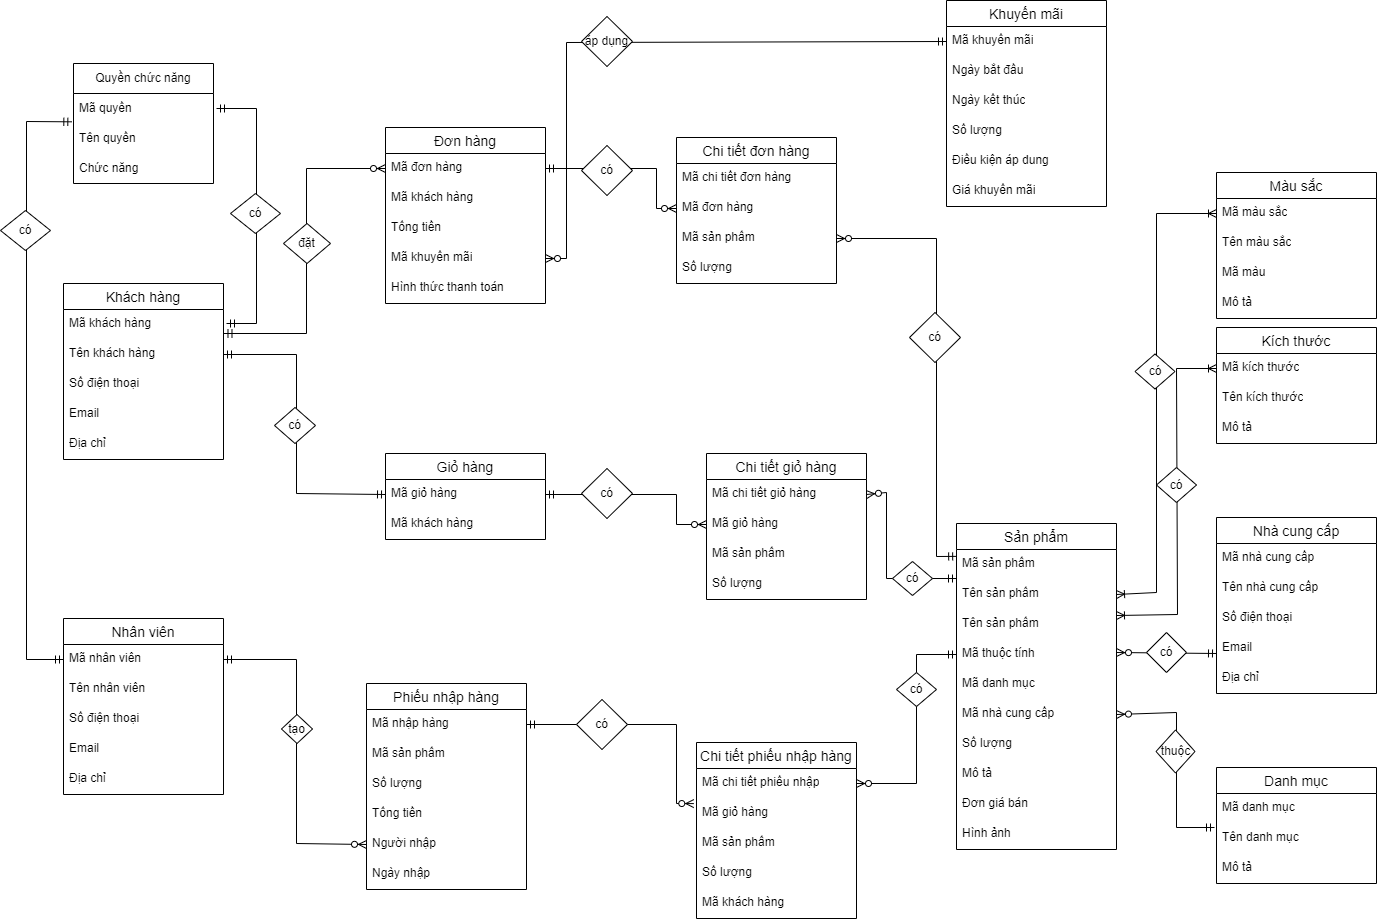 Khuyến mãi
Mã khuyến mãi
Ngày bắt đầu
Ngày kết thúc
Số lượng
Điều kiện áp dụng
Giá khuyến mãi
áp dụng
Quyền chức năng
Mã quyền
Tên quyền
Chức năng
có
có
đặt
Đơn hàng
Mã đơn hàng
Mã khách hàng
Tổng tiền
Mã khuyến mãi
Hình thức thanh toán
có
Chi tiết đơn hàng
Mã chi tiết đơn hàng
Mã đơn hàng
Mã sản phẩm
Số lượng
có
Màu sắc
Mã màu sắc
Tên màu sắc
Mã màu
Mô tả
có
Kích thước
Mã kích thước
Tên kích thước
Mô tả
có
Khách hàng
Mã khách hàng
Tên khách hàng
Số điện thoại
Email
Địa chỉ
có
Giỏ hàng
Mã giỏ hàng
Mã khách hàng
có
Chi tiết giỏ hàng
Mã chi tiết giỏ hàng
Mã giỏ hàng
Mã sản phẩm
Số lượng
có
Sản phẩm
Mã sản phẩm
Tên sản phẩm
Tên sản phẩm
Mã thuộc tính
Mã danh mục
Mã nhà cung cấp
Số lượng
Mô tả
Đơn giá bán
Hình ảnh
Nhà cung cấp
Mã nhà cung cấp
Tên nhà cung cấp
Số điện thoại
Email
Địa chỉ
có
thuộc
Danh mục
Mã danh mục
Tên danh mục
Mô tả
Nhân viên
Mã nhân viên
Tên nhân viên
Số điện thoại
Email
Địa chỉ
tạo
Phiếu nhập hàng
Mã nhập hàng
Mã sản phẩm
Số lượng
Tổng tiền
Người nhập
Ngày nhập
có
Chi tiết phiếu nhập hàng
Mã chi tiết phiếu nhập
Mã giỏ hàng
Mã sản phẩm
Số lượng
Mã khách hàng
có